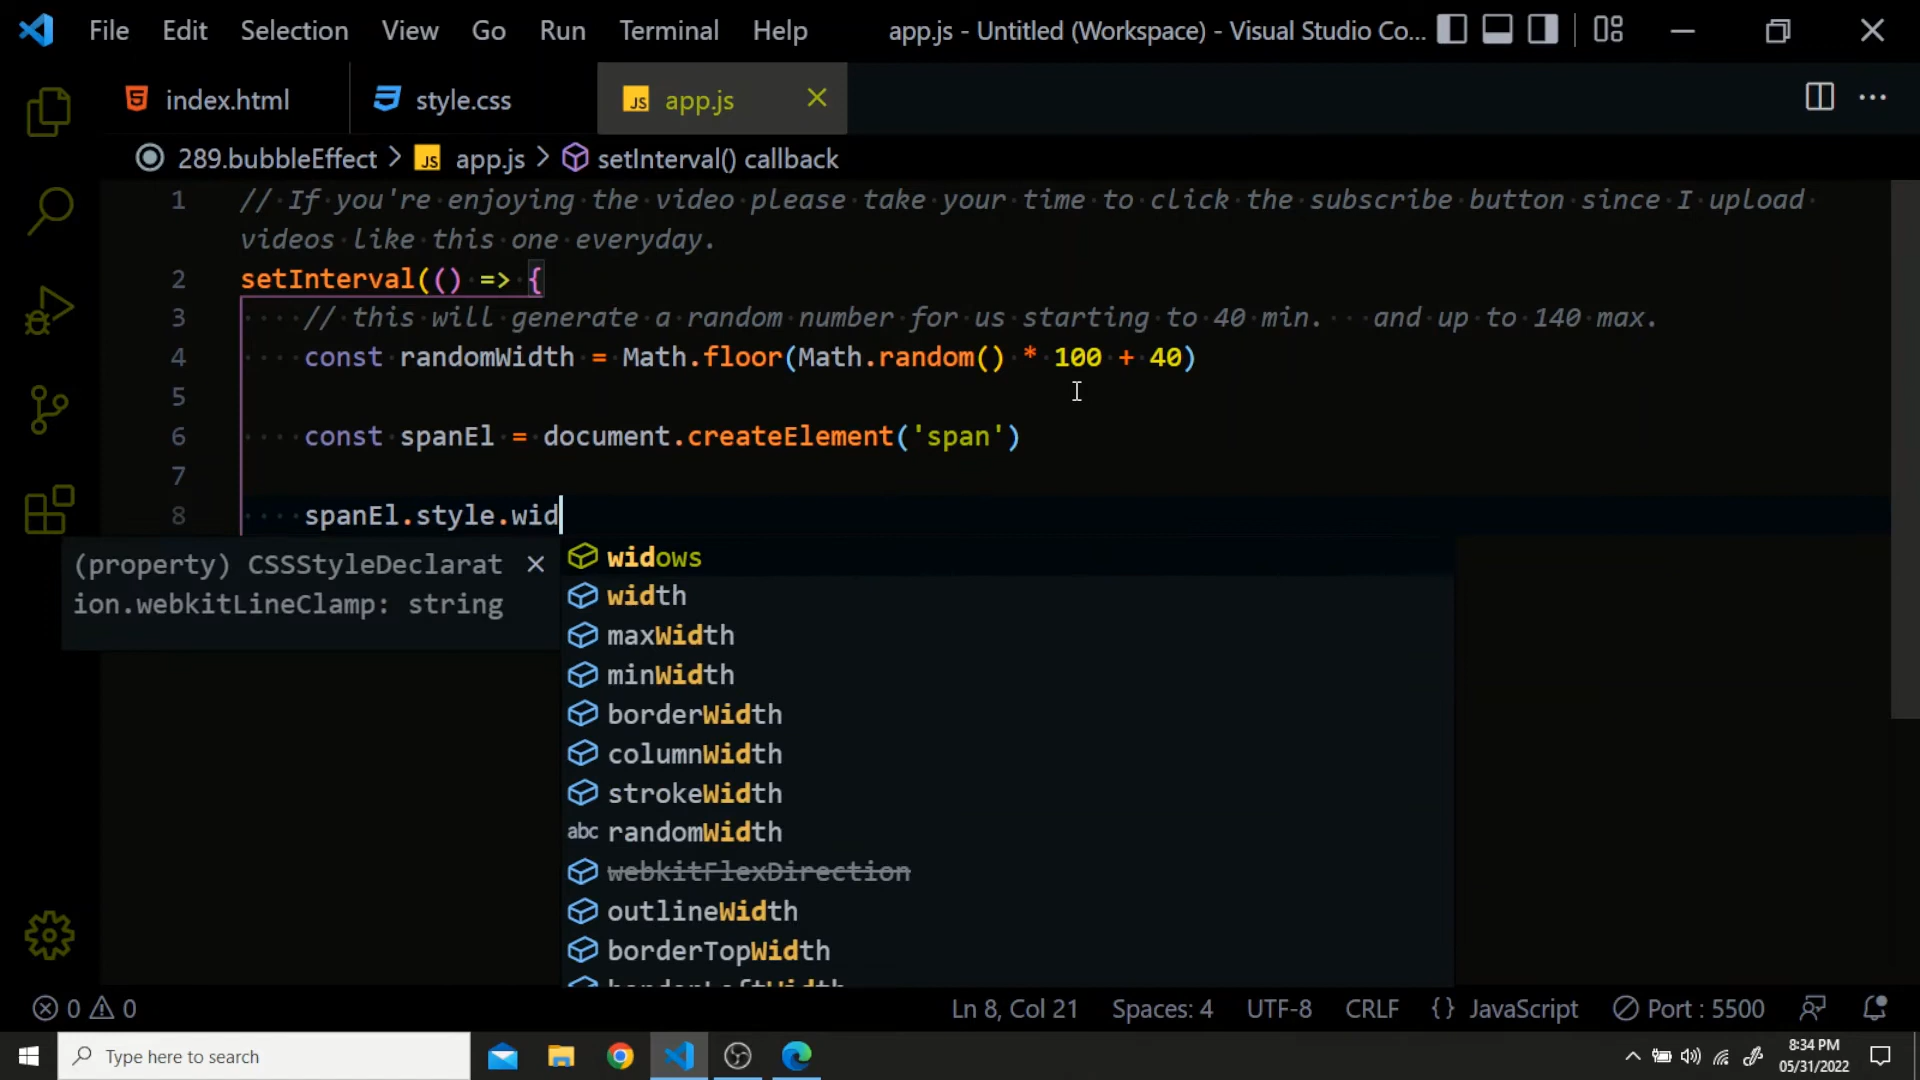 File Edit Selection View Go Run Terminal Help app.js - Untitled (Workspace) - Visual Studio Co...
index.html style.css JS app.js
289.bubbleEffect > JS app.js > setInterval() callback
1 // If you're enjoying the video please take your time to click the subscribe button since I upload
videos like this one everyday.
2 setInterval(() => {
3 // this will generate a random number for us starting to 40 min. and up to 140 max.
4 const randomWidth = Math.floor(Math.random() * 100 + 40)
5
6 const spanEl = document.createElement('span')
7
8 spanEl.style.wid
(property) CSSStyleDeclarat
ion.webkitLineClamp: string
widows
width
maxWidth
minWidth
borderWidth
columnWidth
strokeWidth
abc randomWidth
webkitFlexDirection
outlineWidth
borderTopWidth
0 0 Ln 8, Col 21 Spaces: 4 UTF-8 CRLF {} JavaScript Port : 5500
Type here to search
8:34 PM
05/31/2022